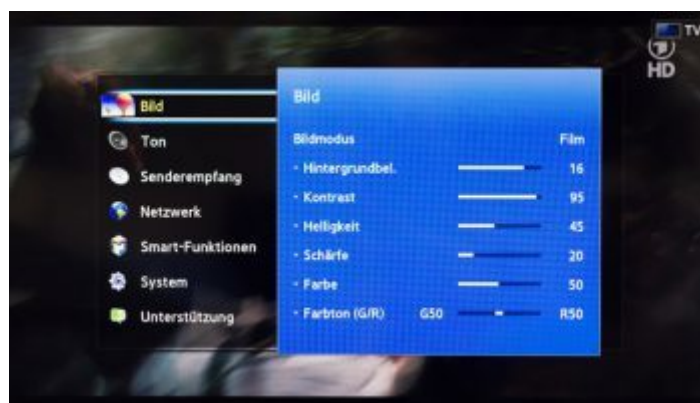 TV
HD
Bild
Ton
Senderempfang
Netzwerk
Smart-Funktionen
System
Unterstützung
Bild
Bildmodus Film
· Hintergrundbel. 16
· Kontrast 95
· Helligkeit 45
· Schärfe 20
· Farbe 50
· Farbton (G/R) G50 R50